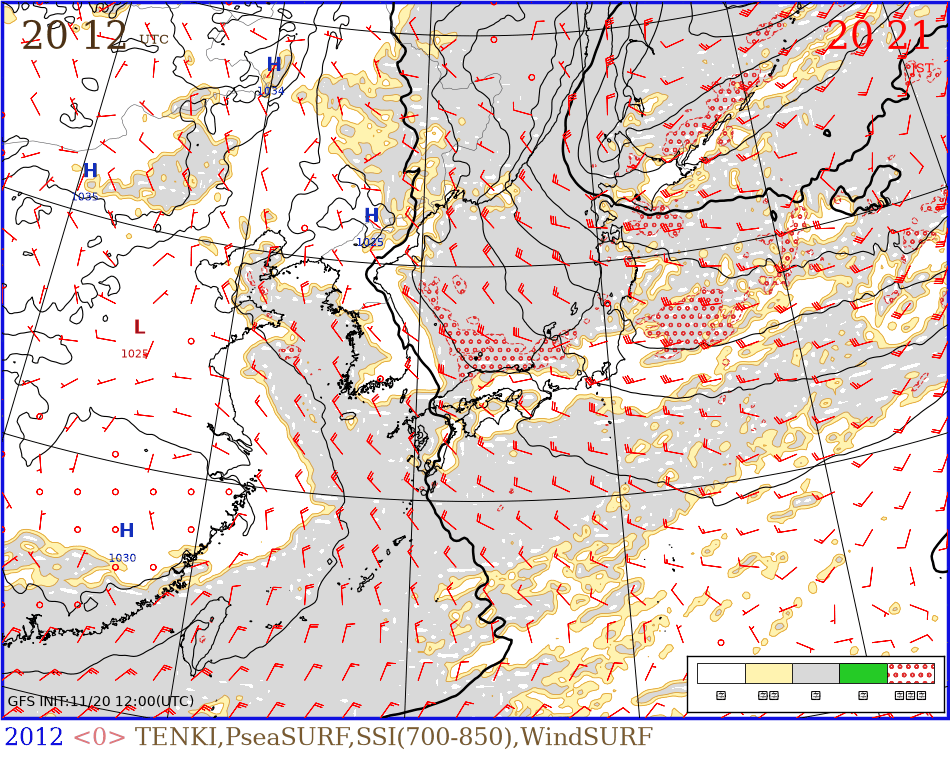 20 12 UTC
20 21 JST
H
1034
H
1035
H
1035
L
1025
H
1030
GFS INIT:11/20 12:00(UTC)
2012 <0> TENKI,PseaSURF,SSI(700-850),WindSURF